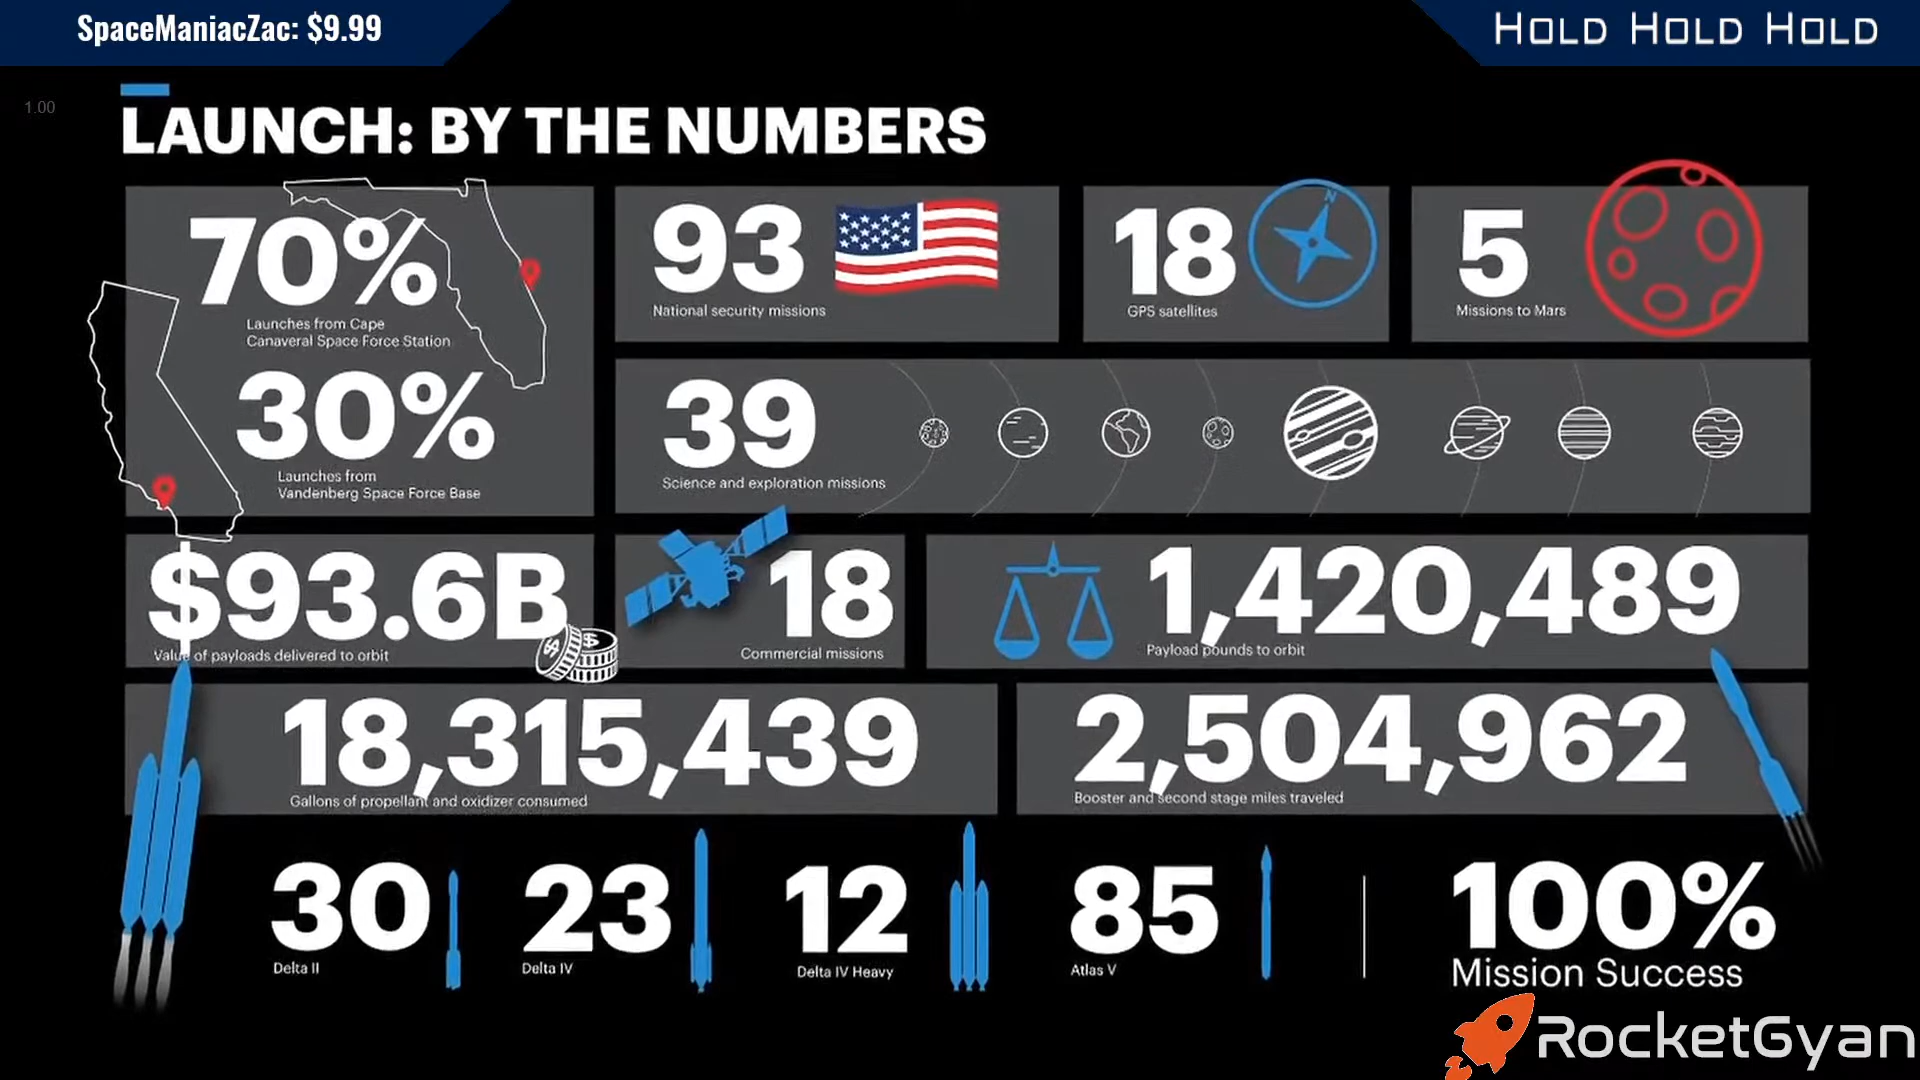 SpaceManiacZac: $9.99
HOLD HOLD HOLD
1.00
LAUNCH: BY THE NUMBERS
70%
Launches from Cape
Canaveral Space Force Station
30%
Launches from
Vandenberg Space Force Base
93
National security missions
18
N
GPS satellites
5
Missions to Mars
39
Science and exploration missions
$93.6B
$ $
Value of payloads delivered to orbit
18
Commercial missions
1,420,489
Payload pounds to orbit
18,315,439
Gallons of propellant and oxidizer consumed
2,504,962
Booster and second stage miles traveled
30
Delta II
23
Delta IV
12
Delta IV Heavy
85
Atlas V
100%
Mission Success
RocketGyan